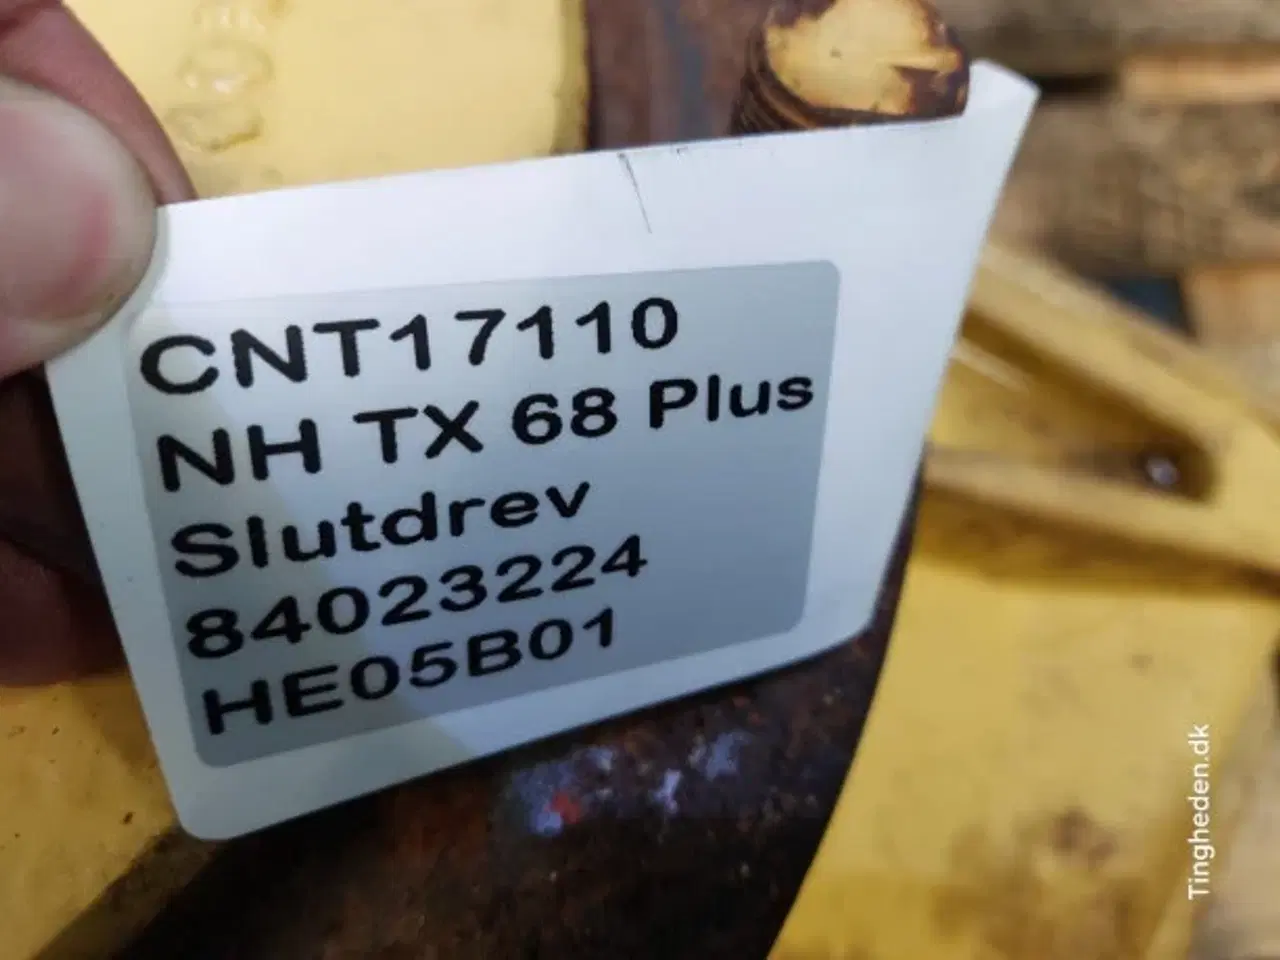 CNT17110
NH TX 68 Plus
Slutdrev
84023224
HE05B01
Tingheden.dk